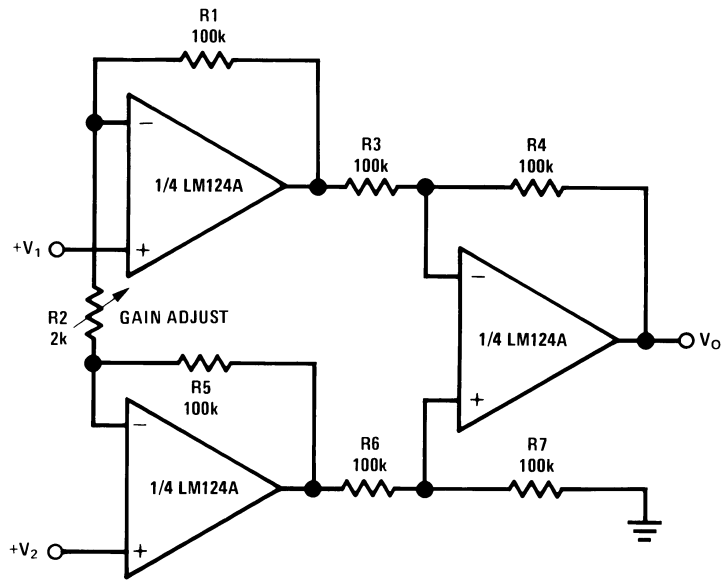 R1
100k
−
1/4 LM124A
+V1
+
R3
100k
R4
100k
R2
2k
GAIN ADJUST
−
1/4 LM124A
+
VO
R5
100k
−
1/4 LM124A
+
R6
100k
R7
100k
+V2